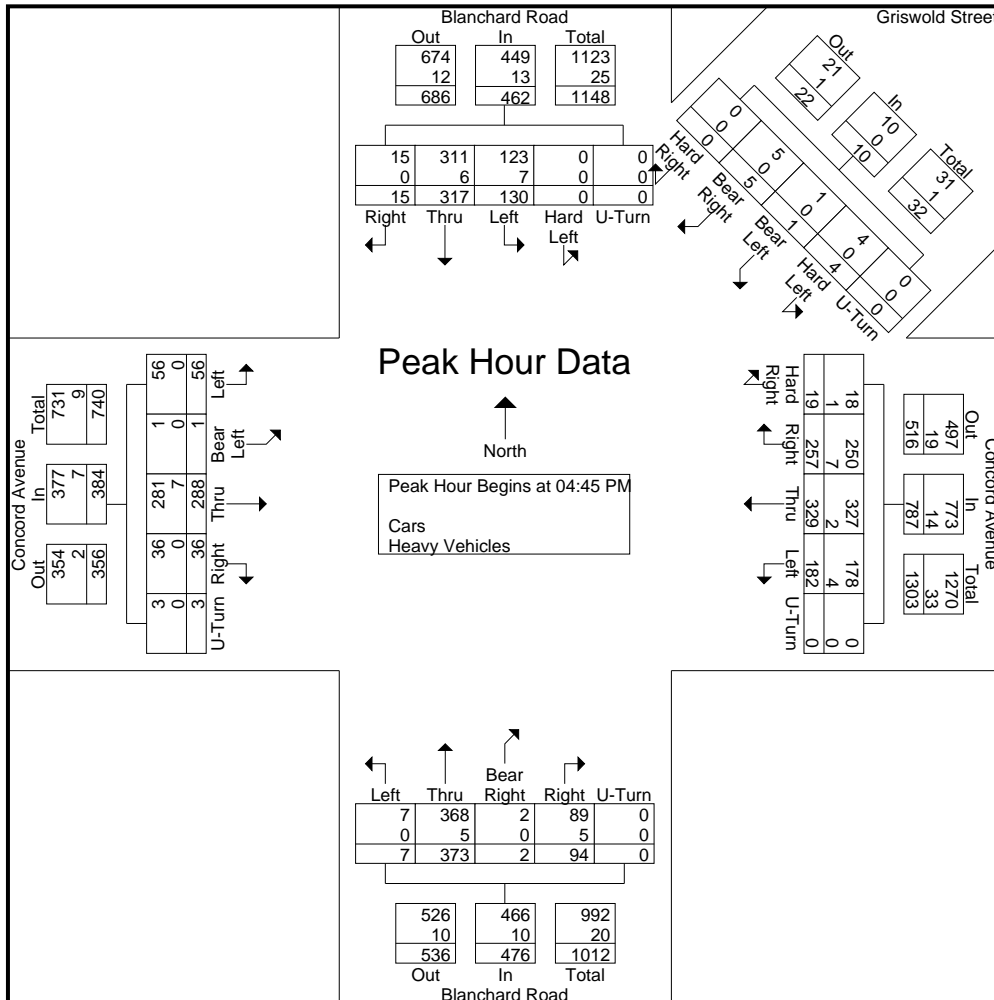 Blanchard Road
Out In Total
674 449 1123
12 13 25
686 462 1148
15 311 123 0 0
0 6 7 0 0
15 317 130 0 0
Right Thru Left Hard Left U-Turn
Griswold Street
Out In Total
21 10 31
1 0 1
22 10 32
0 5 1 4 0
0 0 0 0 0
0 5 1 4 0
Hard Right Bear Right Bear Left Hard Left U-Turn
Concord Avenue
Total In Out
731 377 354
9 7 2
740 384 356
56 1 281 36 3
0 0 7 0 0
56 1 288 36 3
Left Bear Left Thru Right U-Turn
Peak Hour Data
North
Peak Hour Begins at 04:45 PM
Cars
Heavy Vehicles
Concord Avenue
Out In Total
497 773 1270
19 14 33
516 787 1303
18 250 327 178 0
1 7 2 4 0
19 257 329 182 0
Hard Right Right Thru Left U-Turn
Left Thru Bear Right Right U-Turn
7 368 2 89 0
0 5 0 5 0
7 373 2 94 0
526 466 992
10 10 20
536 476 1012
Out In Total
Blanchard Road